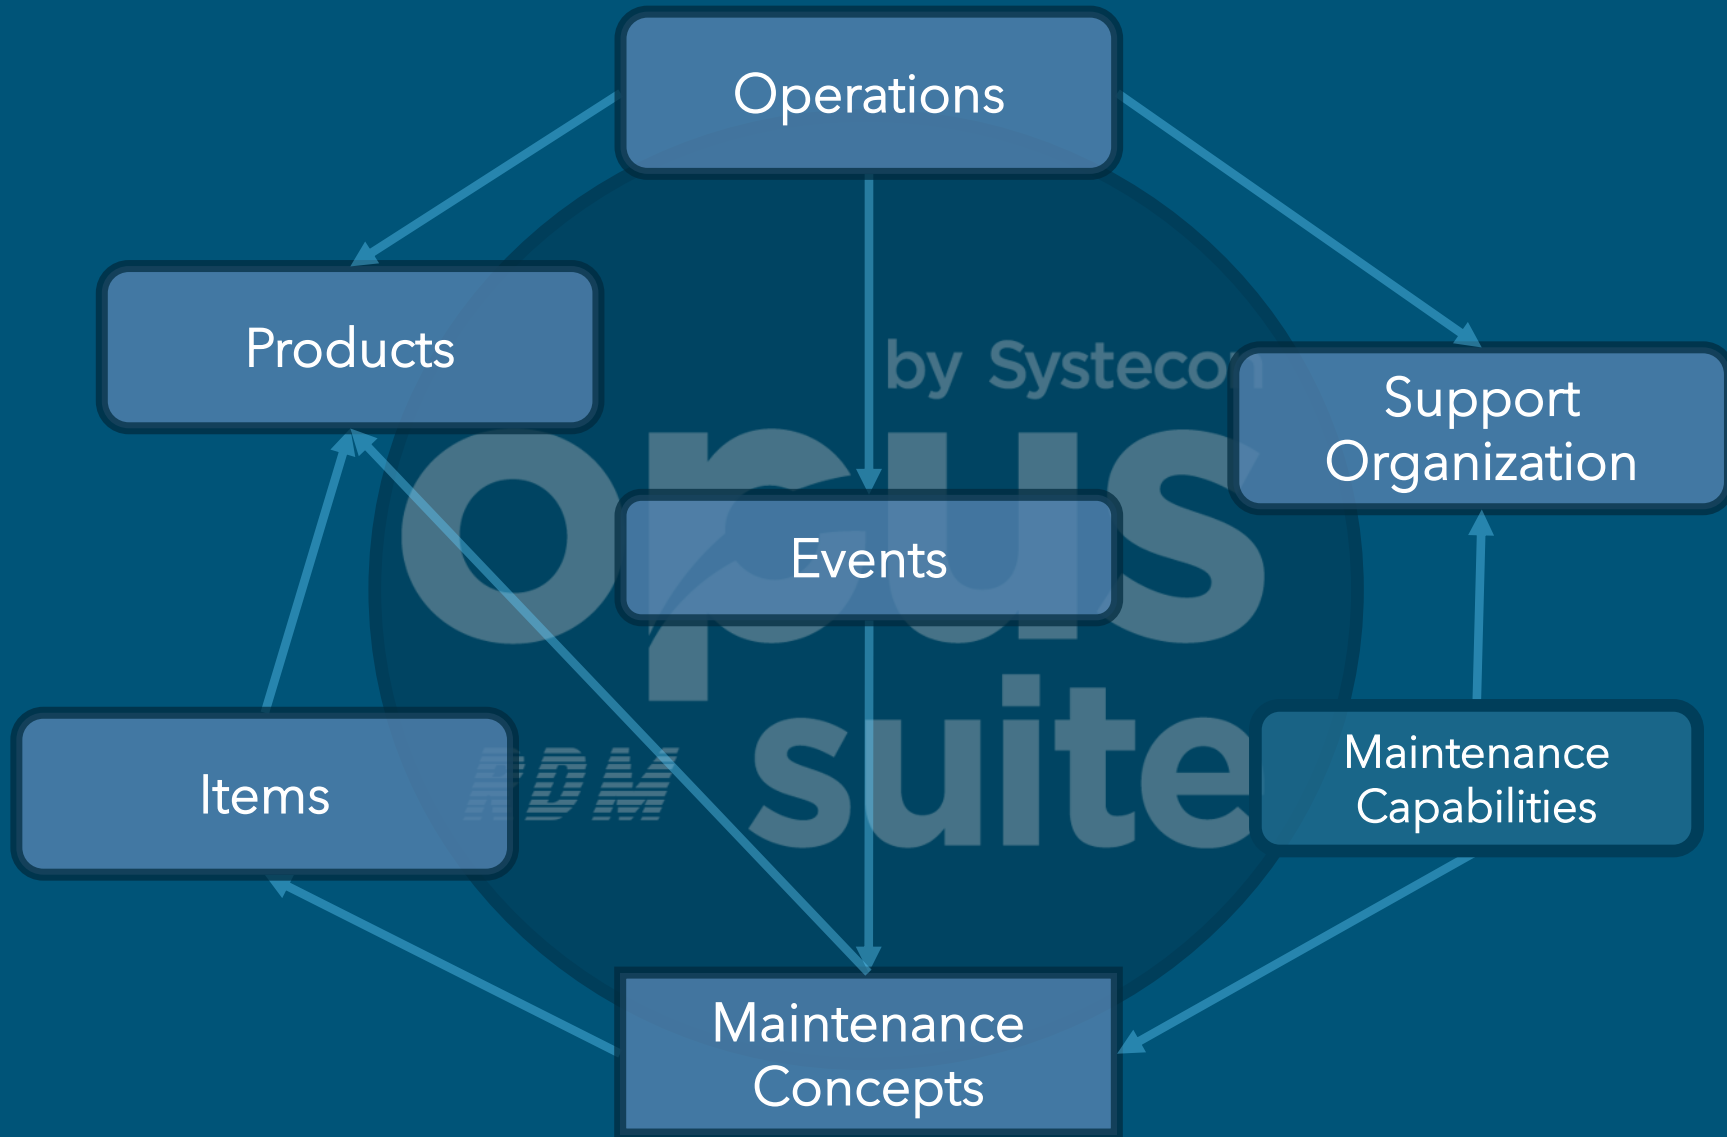 Operations
Products
by Systecon
Support
Organization
opus
Events
suite
RDM
Items
Maintenance
Capabilities
Maintenance
Concepts